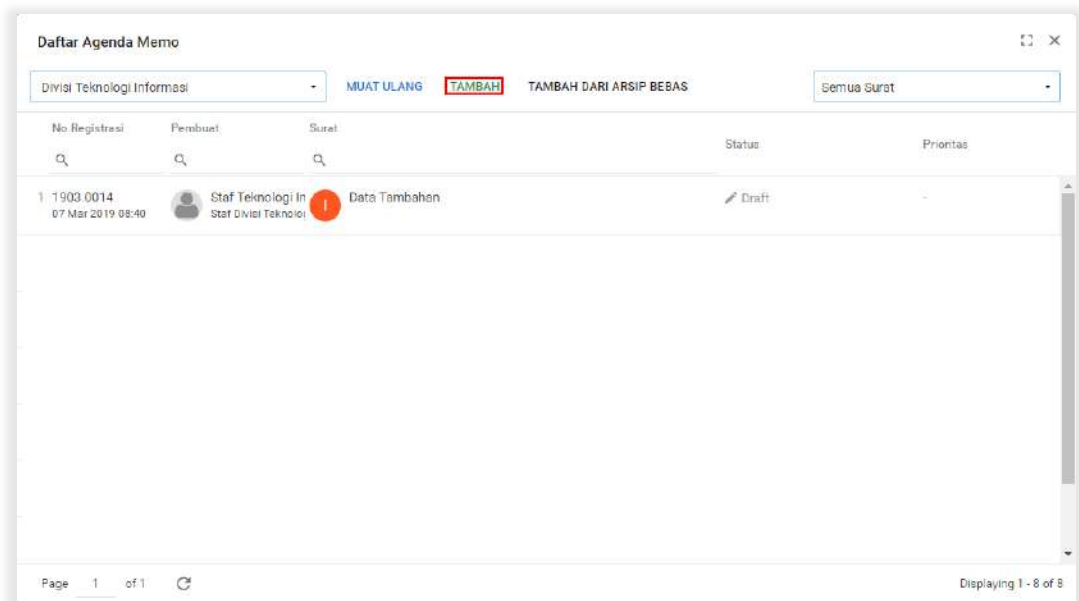 Daftar Agenda Memo
Divisi Teknologi Informasi MUAT ULANG TAMBAH TAMBAH DARI ARSIP BEBAS Semua Surat
No Registrasi Pembuat Surat Status Prioritas
1 1903.0014 Staf Teknologi In I Data Tambahan Draft -
07 Mar 2019 08:40 Staf Divisi Teknolo
Page 1 of 1 Displaying 1 - 8 of 8